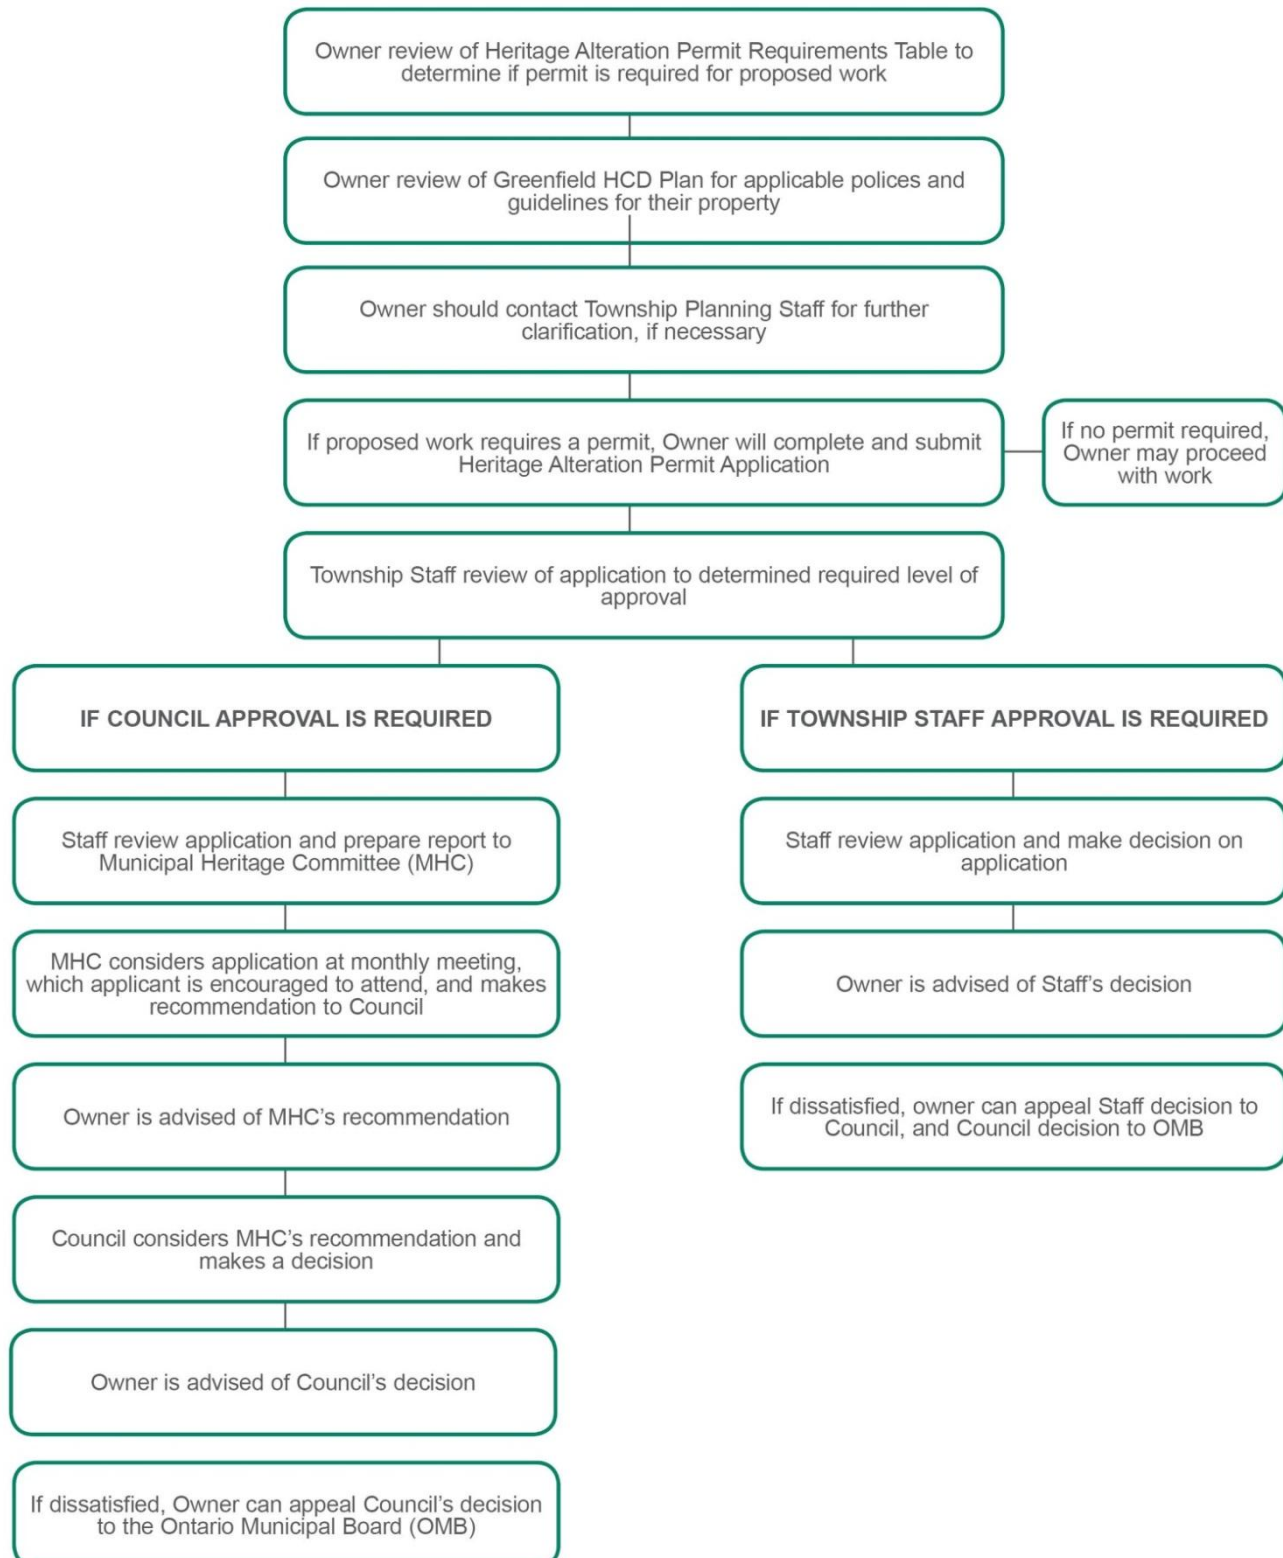 Owner review of Heritage Alteration Permit Requirements Table to
determine if permit is required for proposed work
Owner review of Greenfield HCD Plan for applicable polices and
guidelines for their property
Owner should contact Township Planning Staff for further
clarification, if necessary
If proposed work requires a permit, Owner will complete and submit
Heritage Alteration Permit Application
If no permit required,
Owner may proceed
with work
Township Staff review of application to determined required level of
approval
IF COUNCIL APPROVAL IS REQUIRED
Staff review application and prepare report to
Municipal Heritage Committee (MHC)
MHC considers application at monthly meeting,
which applicant is encouraged to attend, and makes
recommendation to Council
Owner is advised of MHC’s recommendation
Council considers MHC’s recommendation and
makes a decision
Owner is advised of Council’s decision
If dissatisfied, Owner can appeal Council’s decision
to the Ontario Municipal Board (OMB)
IF TOWNSHIP STAFF APPROVAL IS REQUIRED
Staff review application and make decision on
application
Owner is advised of Staff’s decision
If dissatisfied, owner can appeal Staff decision to
Council, and Council decision to OMB